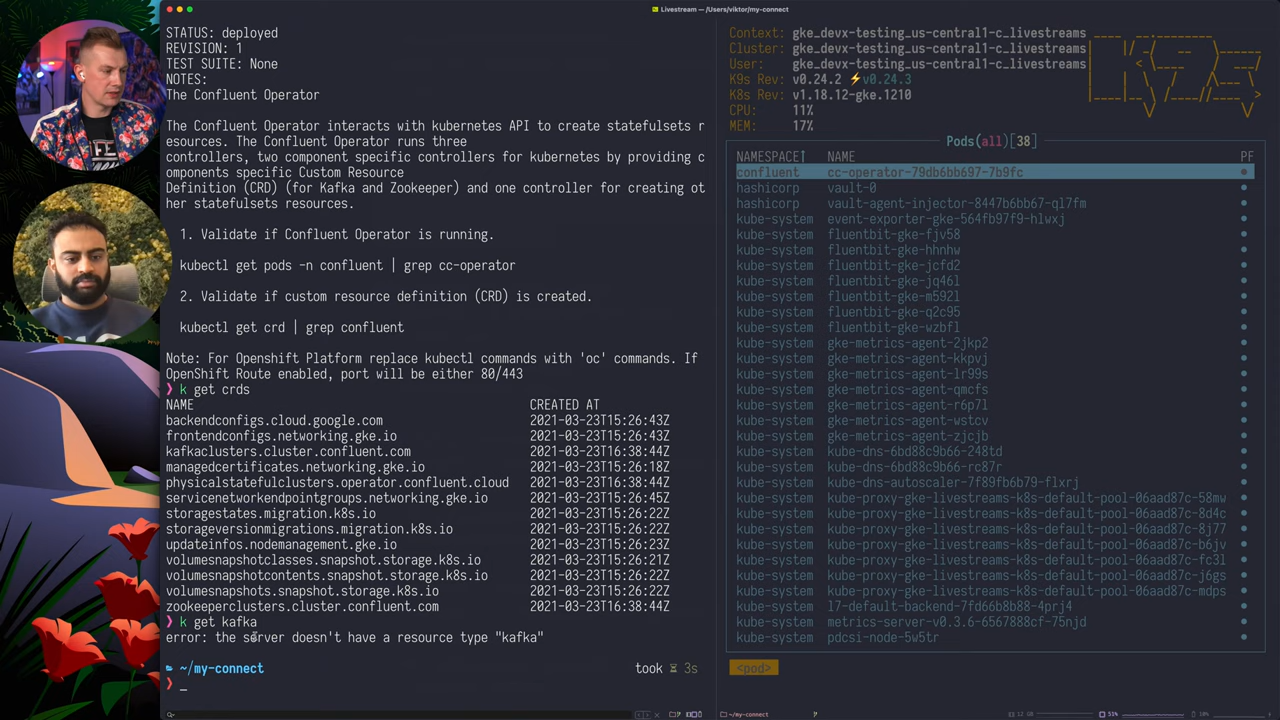 Livestream — /Users/viktor/my-connect
STATUS: deployed
REVISION: 1
TEST SUITE: None
NOTES:
The Confluent Operator
The Confluent Operator interacts with kubernetes API to create statefulsets r
esources. The Confluent Operator runs three
controllers, two component specific controllers for kubernetes by providing c
omponents specific Custom Resource
Definition (CRD) (for Kafka and Zookeeper) and one controller for creating ot
her statefulsets resources.
1. Validate if Confluent Operator is running.
kubectl get pods -n confluent | grep cc-operator
2. Validate if custom resource definition (CRD) is created.
kubectl get crd | grep confluent
Note: For Openshift Platform replace kubectl commands with 'oc' commands. If
OpenShift Route enabled, port will be either 80/443
❯ k get crds
NAME CREATED AT
backendconfigs.cloud.google.com 2021-03-23T15:26:43Z
frontendconfigs.networking.gke.io 2021-03-23T15:26:43Z
kafkaclusters.cluster.confluent.com 2021-03-23T16:38:44Z
managedcertificates.networking.gke.io 2021-03-23T15:26:18Z
physicalstatefulclusters.operator.confluent.cloud 2021-03-23T16:38:44Z
servicenetworkendpointgroups.networking.gke.io 2021-03-23T15:26:45Z
storagestates.migration.k8s.io 2021-03-23T15:26:22Z
storageversionmigrations.migration.k8s.io 2021-03-23T15:26:22Z
updateinfos.nodemanagement.gke.io 2021-03-23T15:26:23Z
volumesnapshotclasses.snapshot.storage.k8s.io 2021-03-23T15:26:21Z
volumesnapshotcontents.snapshot.storage.k8s.io 2021-03-23T15:26:22Z
volumesnapshots.snapshot.storage.k8s.io 2021-03-23T15:26:22Z
zookeeperclusters.cluster.confluent.com 2021-03-23T16:38:44Z
❯ k get kafka
error: the server doesn't have a resource type "kafka"
~/my-connect took 3s
❯ _
Context: gke_devx-testing_us-central1-c_livestreams
Cluster: gke_devx-testing_us-central1-c_livestreams
User: gke_devx-testing_us-central1-c_livestreams
K9s Rev: v0.24.2 ⚡v0.24.3
K8s Rev: v1.18.12-gke.1210
CPU: 11%
MEM: 17%
Pods(all)[38]
NAMESPACE↑ NAME PF
confluent cc-operator-79db6bb697-7b9fc ●
hashicorp vault-0 ●
hashicorp vault-agent-injector-8447b6bb67-ql7fm ●
kube-system event-exporter-gke-564fb97f9-hlwxj ●
kube-system fluentbit-gke-fjv58 ●
kube-system fluentbit-gke-hhnhw ●
kube-system fluentbit-gke-jcfd2 ●
kube-system fluentbit-gke-jq46l ●
kube-system fluentbit-gke-m592l ●
kube-system fluentbit-gke-q2c95 ●
kube-system fluentbit-gke-wzbfl ●
kube-system gke-metrics-agent-2jkp2 ●
kube-system gke-metrics-agent-kkpvj ●
kube-system gke-metrics-agent-lr99s ●
kube-system gke-metrics-agent-qmcfs ●
kube-system gke-metrics-agent-r6p7l ●
kube-system gke-metrics-agent-wstcv ●
kube-system gke-metrics-agent-zjcjb ●
kube-system kube-dns-6bd88c9b66-248td ●
kube-system kube-dns-6bd88c9b66-rc87r ●
kube-system kube-dns-autoscaler-7f89fb6b79-flxrj ●
kube-system kube-proxy-gke-livestreams-k8s-default-pool-06aad87c-58mw ●
kube-system kube-proxy-gke-livestreams-k8s-default-pool-06aad87c-8d4c ●
kube-system kube-proxy-gke-livestreams-k8s-default-pool-06aad87c-8j77 ●
kube-system kube-proxy-gke-livestreams-k8s-default-pool-06aad87c-b6jv ●
kube-system kube-proxy-gke-livestreams-k8s-default-pool-06aad87c-fc3l ●
kube-system kube-proxy-gke-livestreams-k8s-default-pool-06aad87c-j6gs ●
kube-system kube-proxy-gke-livestreams-k8s-default-pool-06aad87c-mdps ●
kube-system l7-default-backend-7fd66b8b88-4prj4 ●
kube-system metrics-server-v0.3.6-6567888cf-75njd ●
kube-system pdcsi-node-5w5tr ●
<pod>
~/my-connect
12 GB 51%